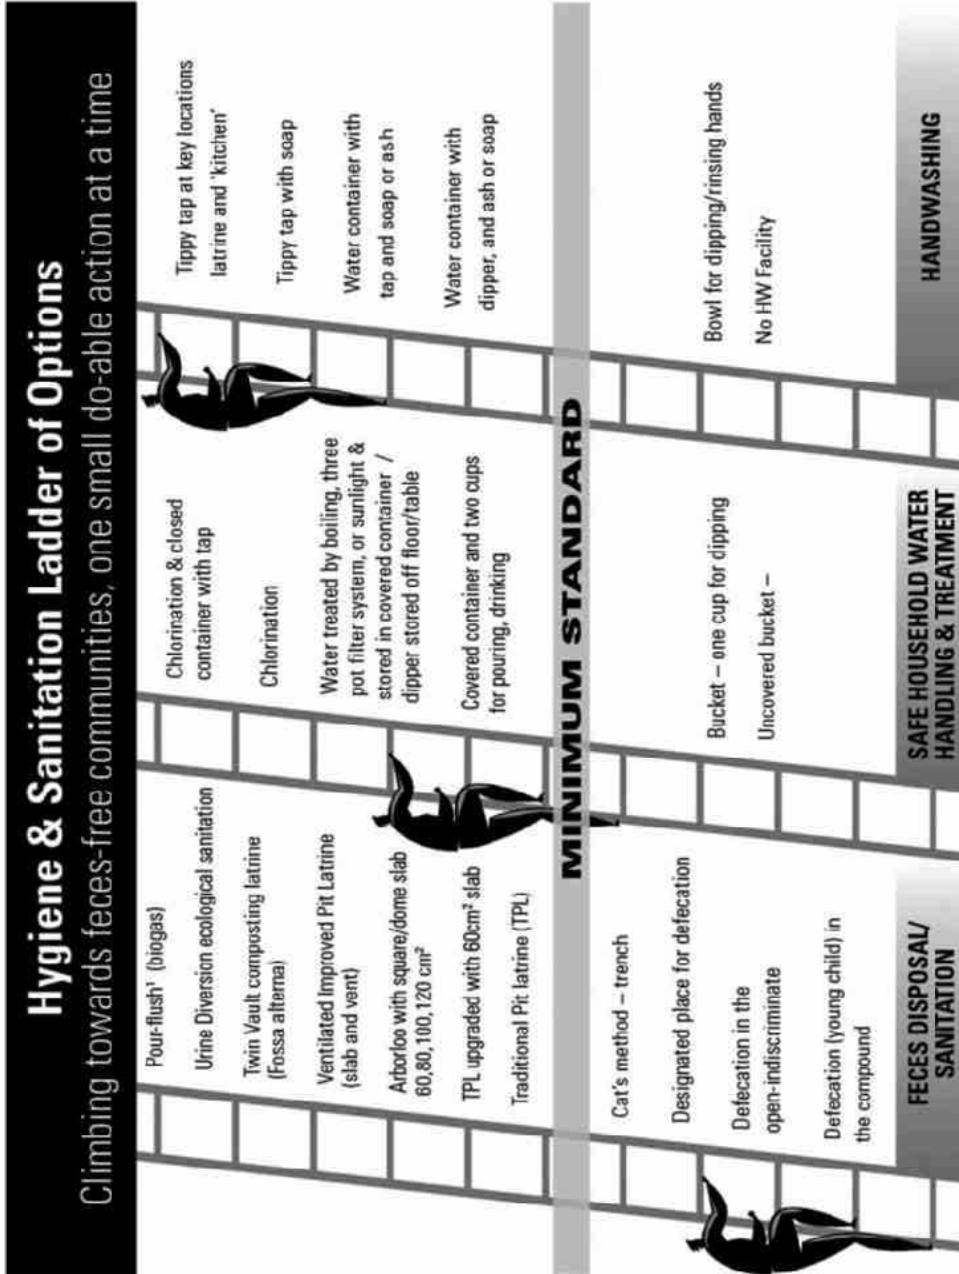 Hygiene & Sanitation Ladder of Options
Climbing towards feces-free communities, one small do-able action at a time
Pour-flush¹ (biogas)
Urine Diversion ecological sanitation
Twin Vault composting latrine
(Fossa alterna)
Ventilated Improved Pit Latrine
(slab and vent)
Arborloo with square/dome slab
60,80,100,120 cm²
TPL upgraded with 60cm² slab
Traditional Pit latrine (TPL)
Cat's method – trench
Designated place for defecation
Defecation in the
open-indiscriminate
Defecation (young child) in
the compound
FECES DISPOSAL/
SANITATION
Chlorination & closed
container with tap
Chlorination
Water treated by boiling, three
pot filter system, or sunlight &
stored in covered container /
dipper stored off floor/table
Covered container and two cups
for pouring, drinking
MINIMUM STANDARD
Bucket – one cup for dipping
Uncovered bucket –
SAFE HOUSEHOLD WATER
HANDLING & TREATMENT
Tippy tap at key locations
latrine and 'kitchen'
Tippy tap with soap
Water container with
tap and soap or ash
Water container with
dipper, and ash or soap
Bowl for dipping/rinsing hands
No HW Facility
HANDWASHING